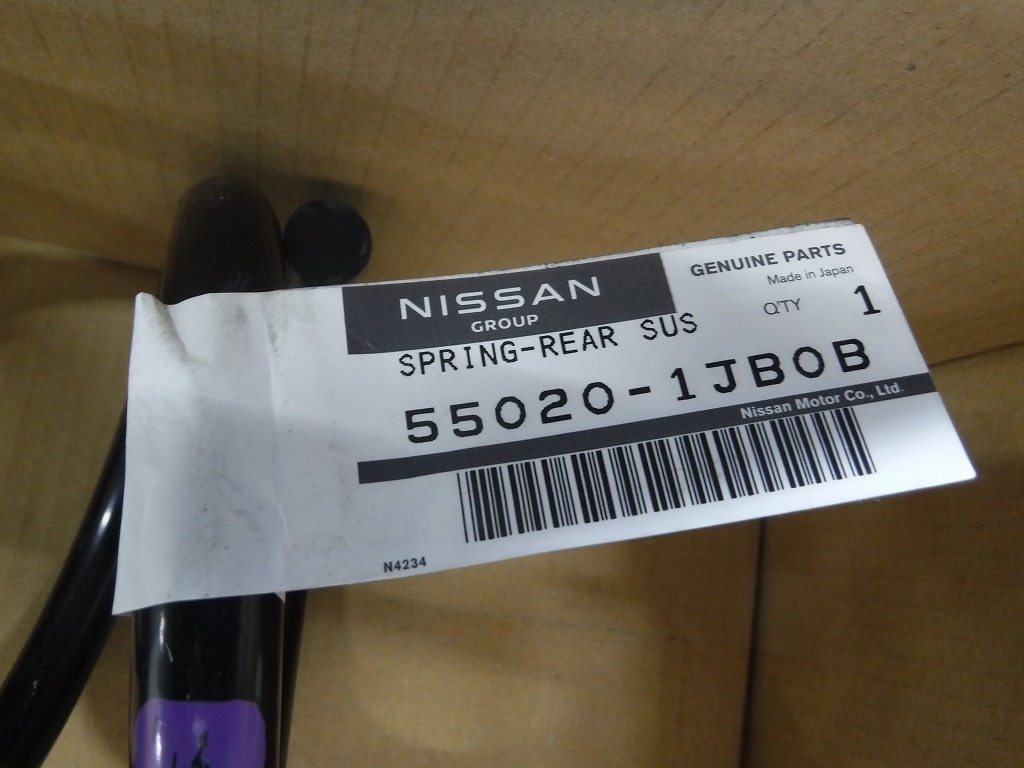 NISSAN
GROUP
GENUINE PARTS
Made in Japan
Q'TY 1
SPRING-REAR SUS
55020-1JB0B
Nissan Motor Co., Ltd.
N4234